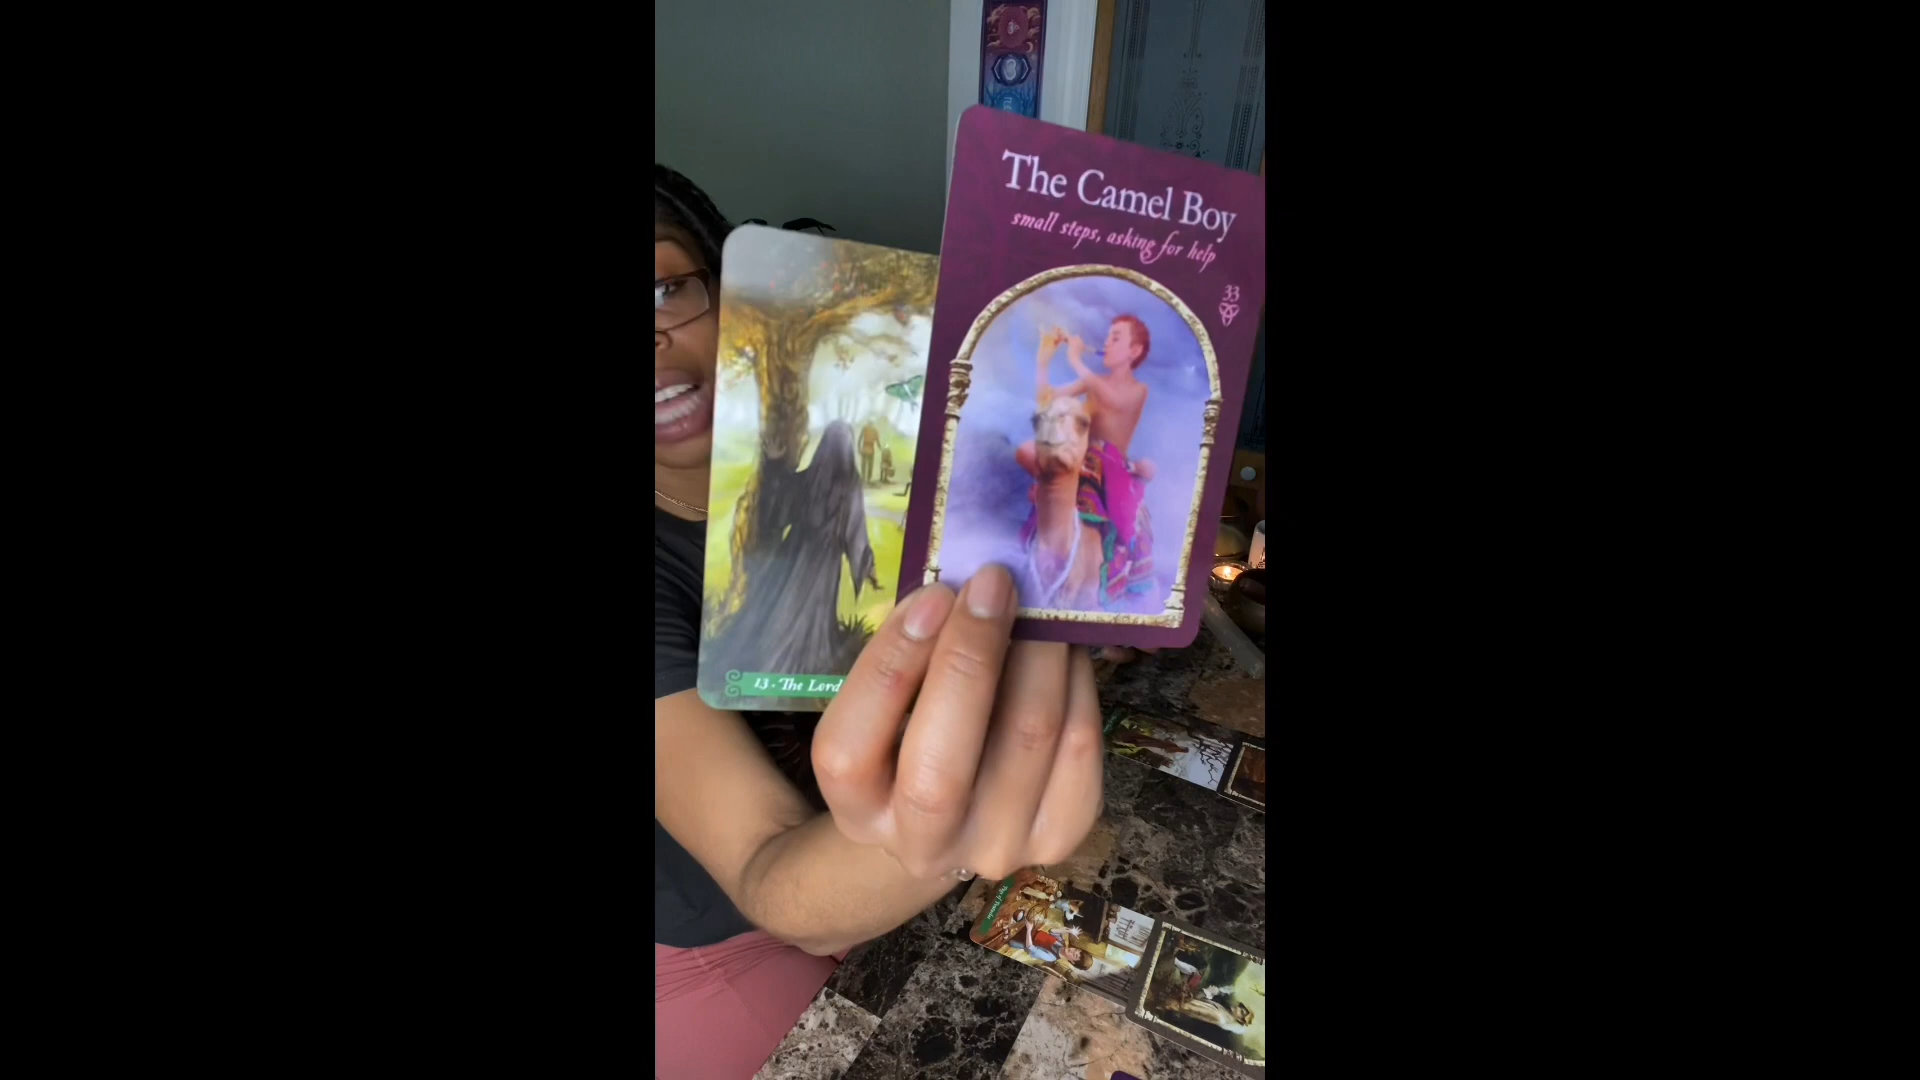 The Camel Boy
small steps, asking for help
33
13 · The Lord